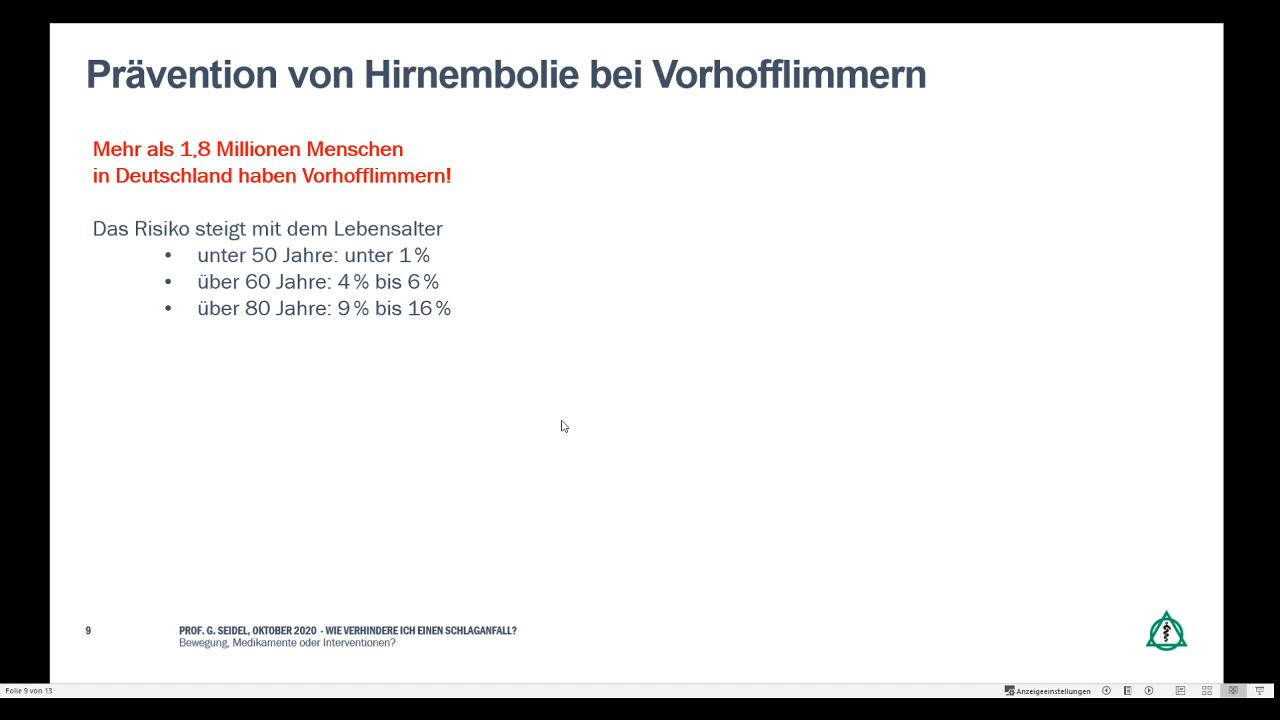 Prävention von Hirnembolie bei Vorhofflimmern
Mehr als 1,8 Millionen Menschen
in Deutschland haben Vorhofflimmern!
Das Risiko steigt mit dem Lebensalter
• unter 50 Jahre: unter 1 %
• über 60 Jahre: 4 % bis 6 %
• über 80 Jahre: 9 % bis 16 %
9
PROF. G. SEIDEL, OKTOBER 2020 - WIE VERHINDERE ICH EINEN SCHLAGANFALL?
Bewegung, Medikamente oder Interventionen?
Folie 9 von 13
Anzeigeeinstellungen